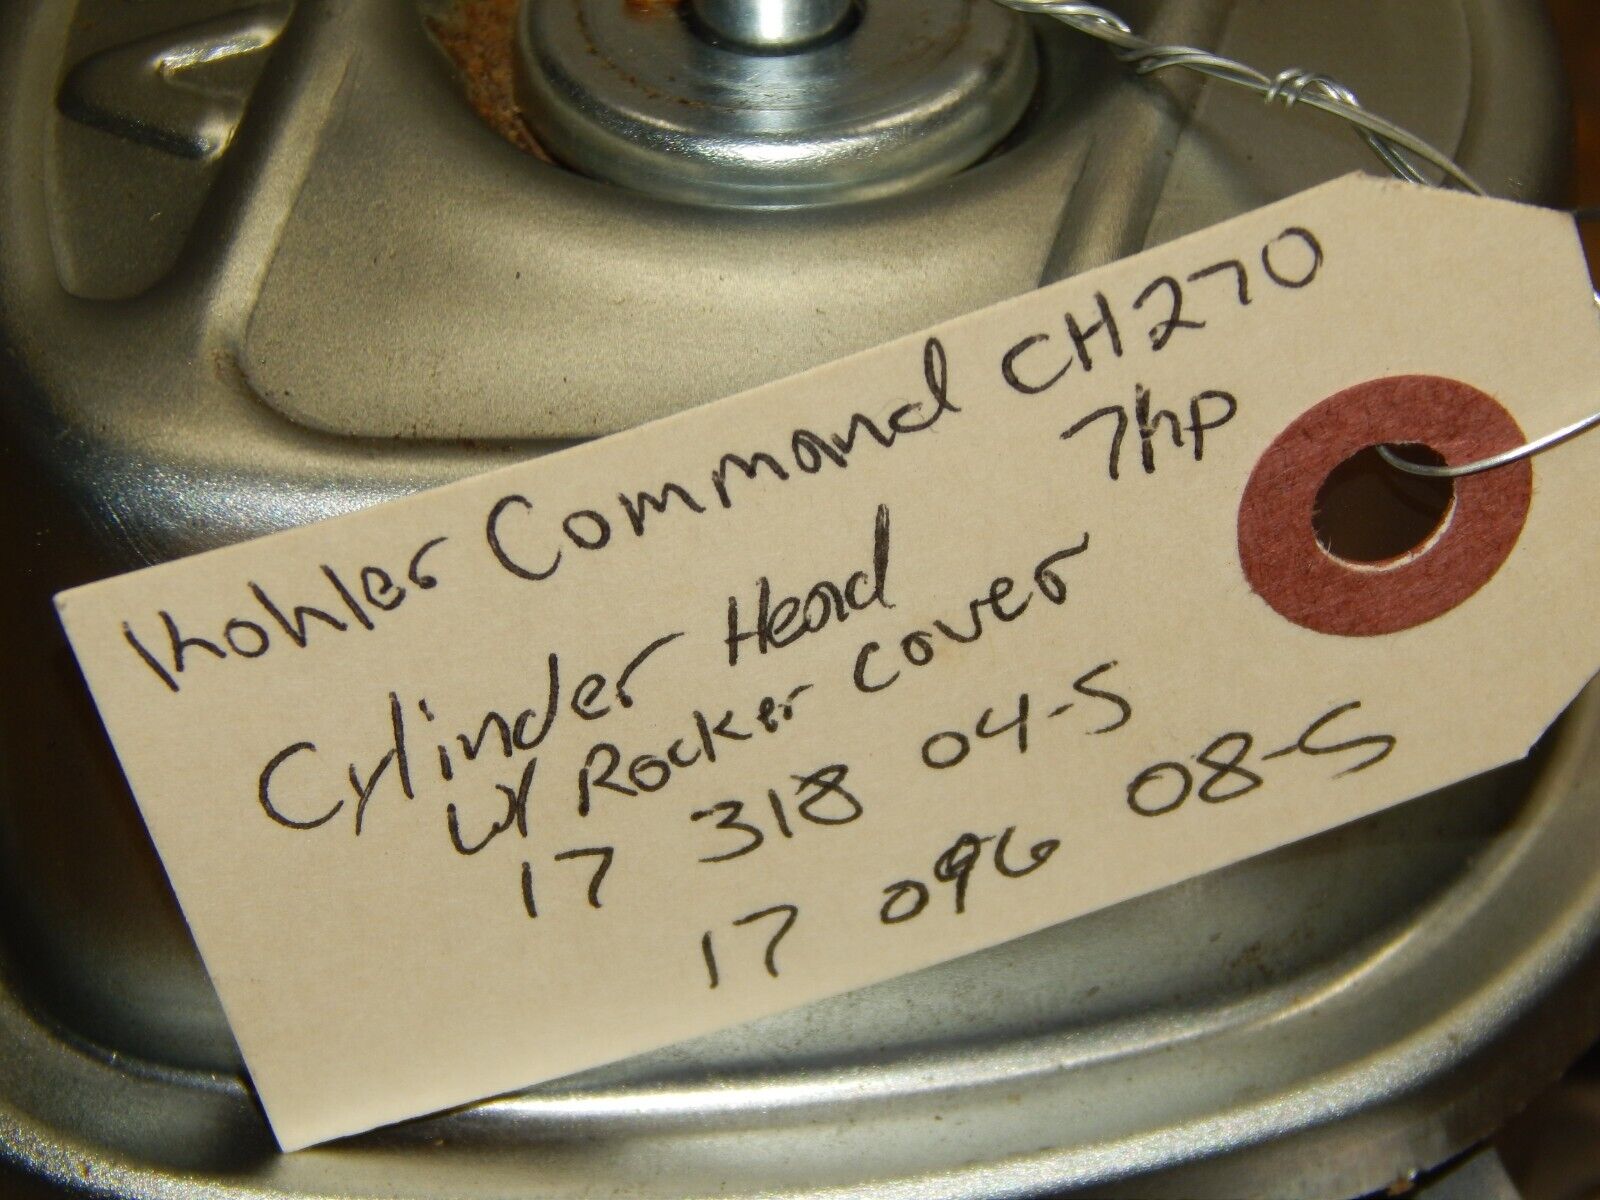 Kohler Command CH270
7hp
Cylinder Head
w/ Rocker Cover
17 318 04-S
17 096 08-S